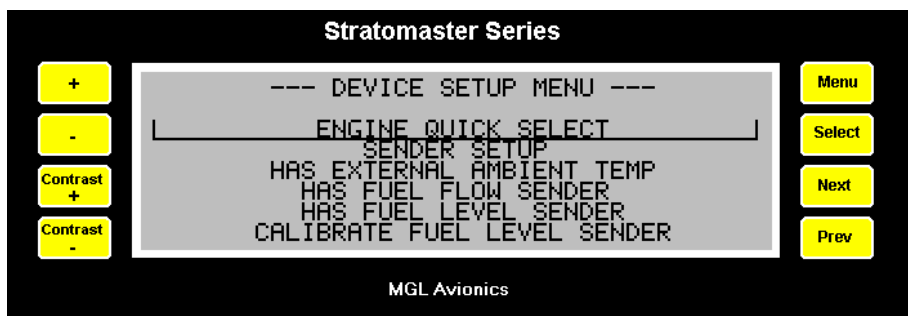 Stratomaster Series
+
-
Contrast
+
Contrast
-
--- DEVICE SETUP MENU ---
ENGINE QUICK SELECT
SENDER SETUP
HAS EXTERNAL AMBIENT TEMP
HAS FUEL FLOW SENDER
HAS FUEL LEVEL SENDER
CALIBRATE FUEL LEVEL SENDER
Menu
Select
Next
Prev
MGL Avionics